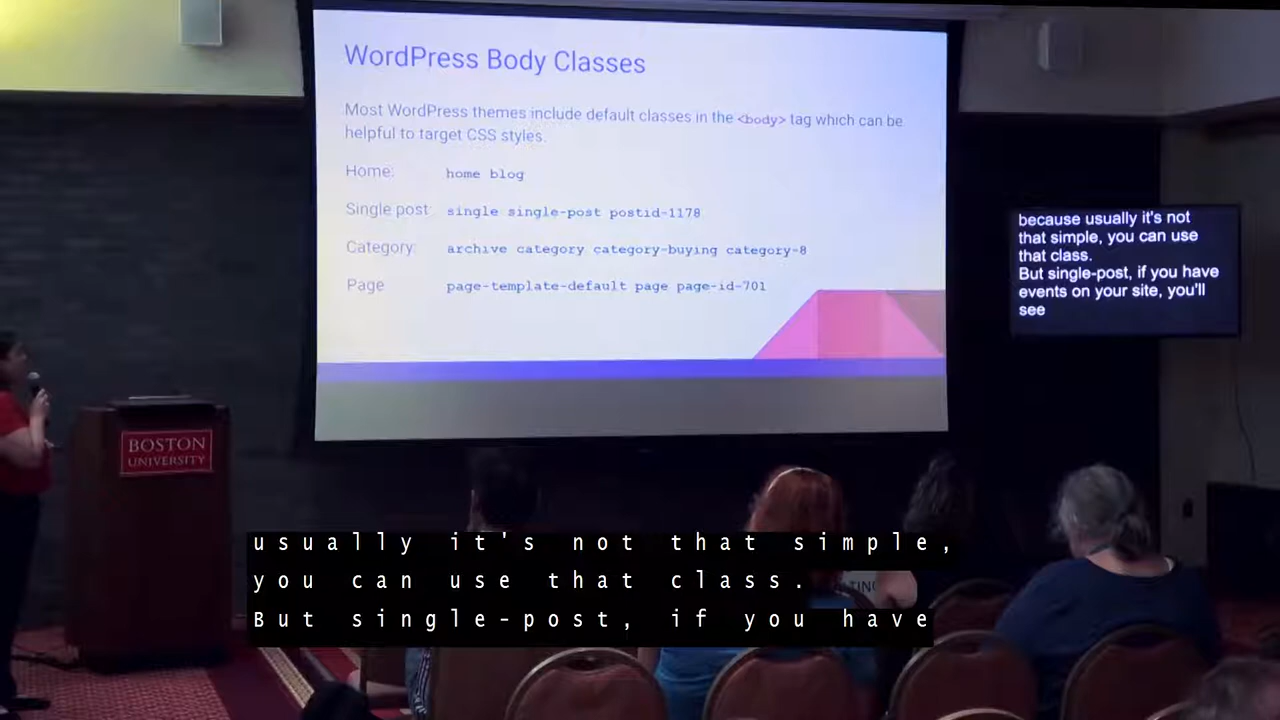 WordPress Body Classes
Most WordPress themes include default classes in the <body> tag which can be
helpful to target CSS styles.
Home: home blog
Single post: single single-post postid-1178
Category: archive category category-buying category-8
Page page-template-default page page-id-701
because usually it's not
that simple, you can use
that class.
But single-post, if you have
events on your site, you'll
see
BOSTON
UNIVERSITY
usually it's not that simple,
you can use that class.
But single-post, if you have